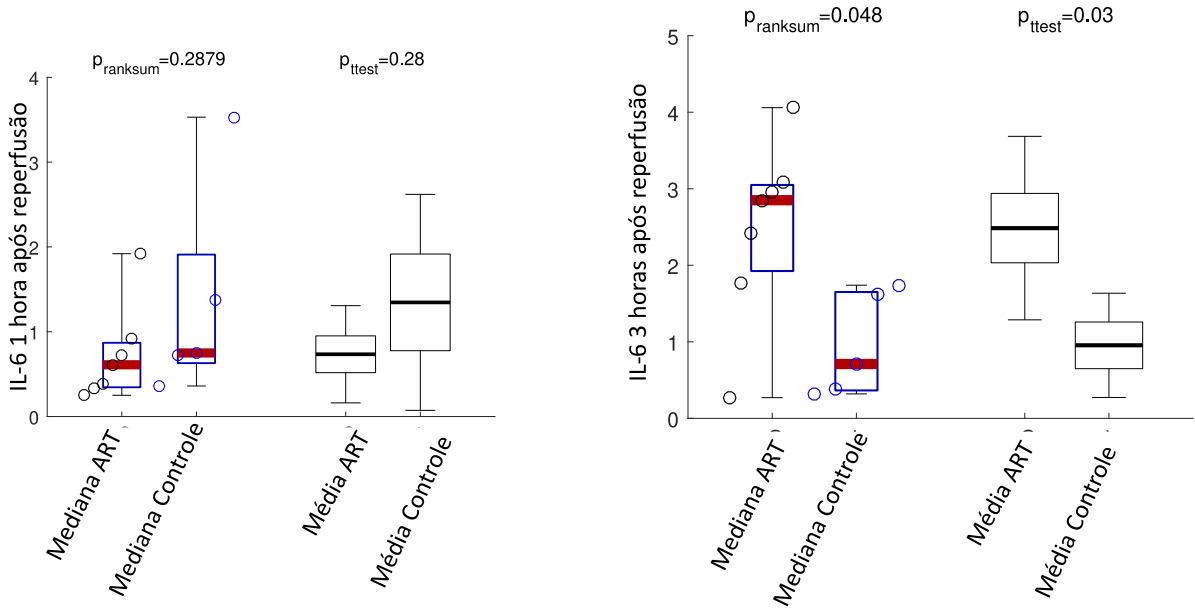 p_ranksum=0.2879
p_ttest=0.28
4
3
2
1
0
IL-6 1 hora após reperfusão
Mediana ART
Mediana Controle
Média ART
Média Controle
p_ranksum=0.048
p_ttest=0.03
5
4
3
2
1
0
IL-6 3 horas após reperfusão
Mediana ART
Mediana Controle
Média ART
Média Controle